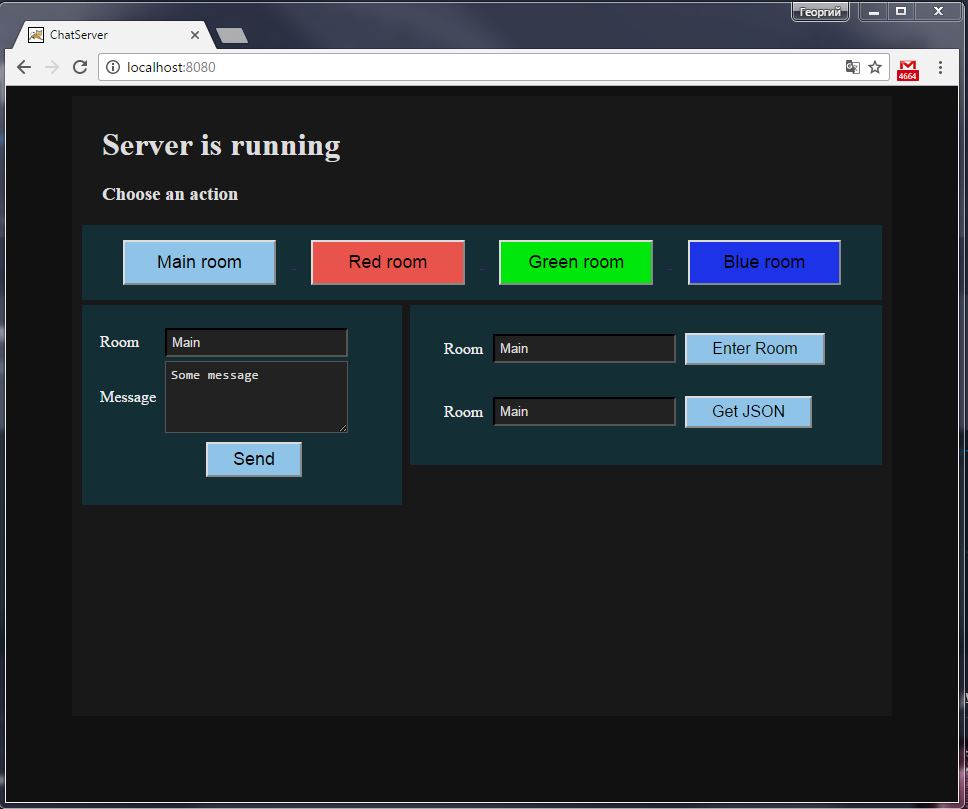 Георгий
ChatServer
localhost:8080
4664
Server is running
Choose an action
Main room Red room Green room Blue room
Room Main
Message Some message
Send
Room Main Enter Room
Room Main Get JSON